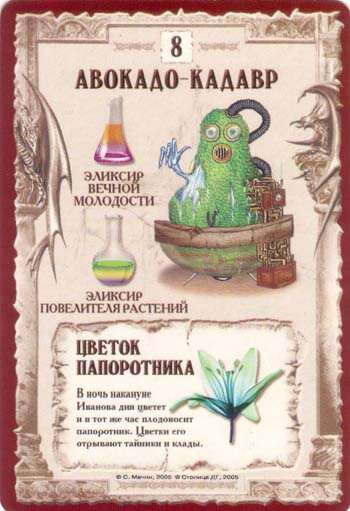 8
АВОКАДО-КАДАВР
ЭЛИКСИР
ВЕЧНОЙ
МОЛОДОСТИ
ЭЛИКСИР
ПОВЕЛИТЕЛЯ РАСТЕНИЙ
ЦВЕТОК
ПАПОРОТНИКА
В ночь накануне
Иванова дня цветет
и в тот же час плодоносит
папоротник. Цветки его
отрывают тайники и клады.
© С. Мачин, 2005 © Столица ДГ, 2005